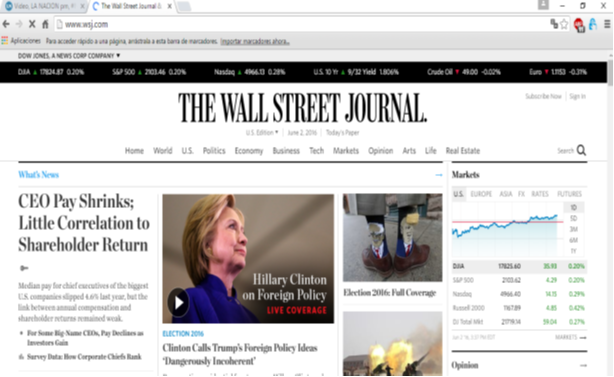 Video, LA NACION pm,
The Wall Street Journal &
www.wsj.com
Aplicaciones Para acceder rápido a una página, arrástrala a esta barra de marcadores. Importar marcadores ahora...
DOW JONES, A NEWS CORP COMPANY
DJIA ▲ 17824.87 0.20% S&P 500 ▲ 2103.46 0.20% Nasdaq ▲ 4966.13 0.28% U.S. 10 Yr ▲ 9/32 Yield 1.806% Crude Oil ▼ 49.00 -0.02% Euro ▼ 1.1153 -0.31%
Subscribe Now | Sign In
THE WALL STREET JOURNAL.
U.S. Edition | June 2, 2016 | Today's Paper
Home World U.S. Politics Economy Business Tech Markets Opinion Arts Life Real Estate Search
What's News
CEO Pay Shrinks;
Little Correlation to
Shareholder Return
Median pay for chief executives of the biggest
U.S. companies slipped 4.6% last year, but the
link between annual compensation and
shareholder returns remained weak.
For Some Big-Name CEOs, Pay Declines as
Investors Gain
Survey Data: How Corporate Chiefs Rank
Hillary Clinton
on Foreign Policy
LIVE COVERAGE
ELECTION 2016
Clinton Calls Trump's Foreign Policy Ideas
'Dangerously Incoherent'
Election 2016: Full Coverage
Markets
U.S. EUROPE ASIA FX RATES FUTURES
1D
5D
3M
6M
1Y
DJIA 17825.60 35.93 0.20%
S&P 500 2103.62 4.29 0.20%
Nasdaq 4966.40 14.15 0.29%
Russell 2000 1167.89 4.85 0.42%
DJ Total Mkt 21719.14 59.04 0.27%
MARKETS
Opinion